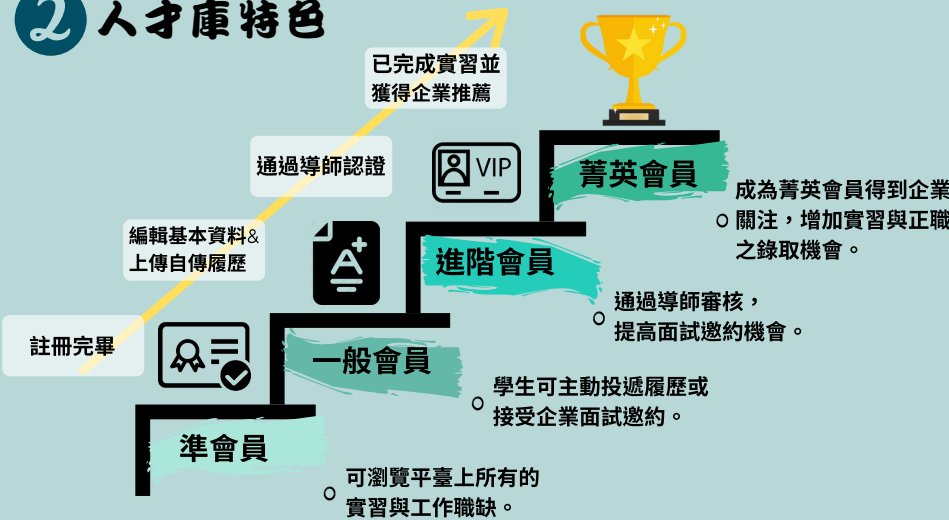 2 人才庫特色
已完成實習並
獲得企業推薦
通過導師認證
編輯基本資料&
上傳自傳履歷
註冊完畢
VIP
A+
菁英會員
成為菁英會員得到企業
關注，增加實習與正職
之錄取機會。
進階會員
通過導師審核，
提高面試邀約機會。
一般會員
學生可主動投遞履歷或
接受企業面試邀約。
準會員
可瀏覽平臺上所有的
實習與工作職缺。